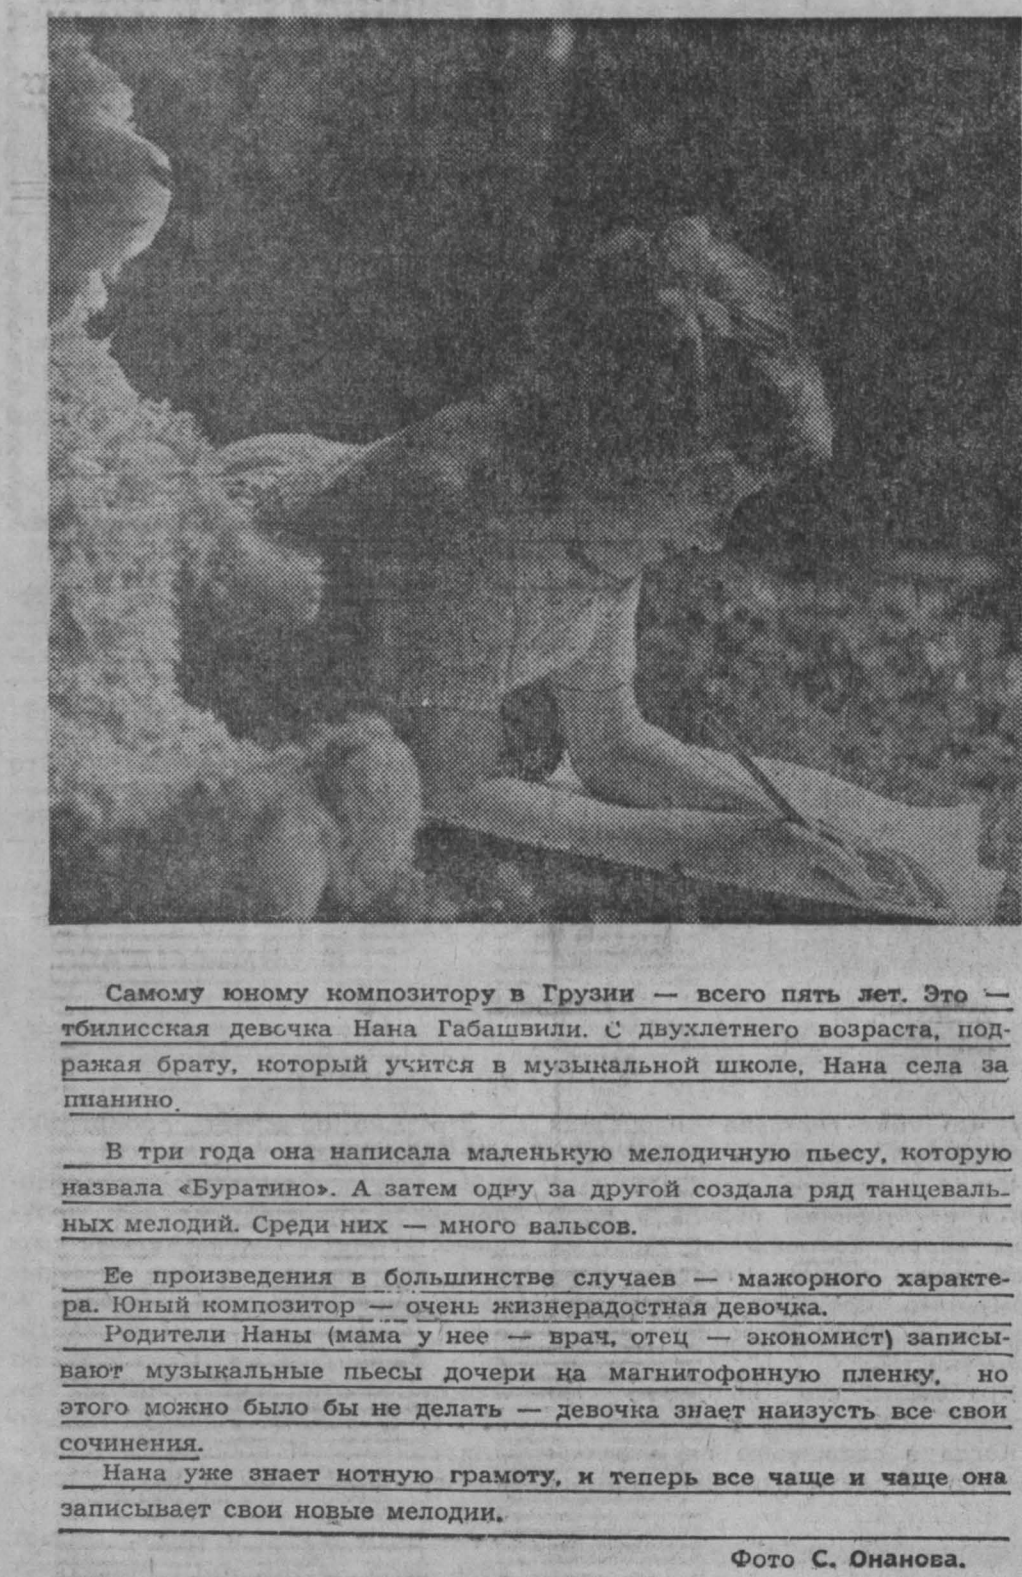 Самому юному композитору в Грузии — всего пять лет. Это —
тбилисская девочка Нана Габашвили. С двухлетнего возраста, под-
ражая брату, который учится в музыкальной школе, Нана села за
пианино.
В три года она написала маленькую мелодичную пьесу, которую
назвала «Буратино». А затем одну за другой создала ряд танцеваль-
ных мелодий. Среди них — много вальсов.
Ее произведения в большинстве случаев — мажорного характе-
ра. Юный композитор — очень жизнерадостная девочка.
Родители Наны (мама у нее — врач, отец — экономист) записы-
вают музыкальные пьесы дочери на магнитофонную пленку, но
этого можно было бы не делать — девочка знает наизусть все свои
сочинения.
Нана уже знает нотную грамоту, и теперь все чаще и чаще она
записывает свои новые мелодии.
Фото С. Онанова.